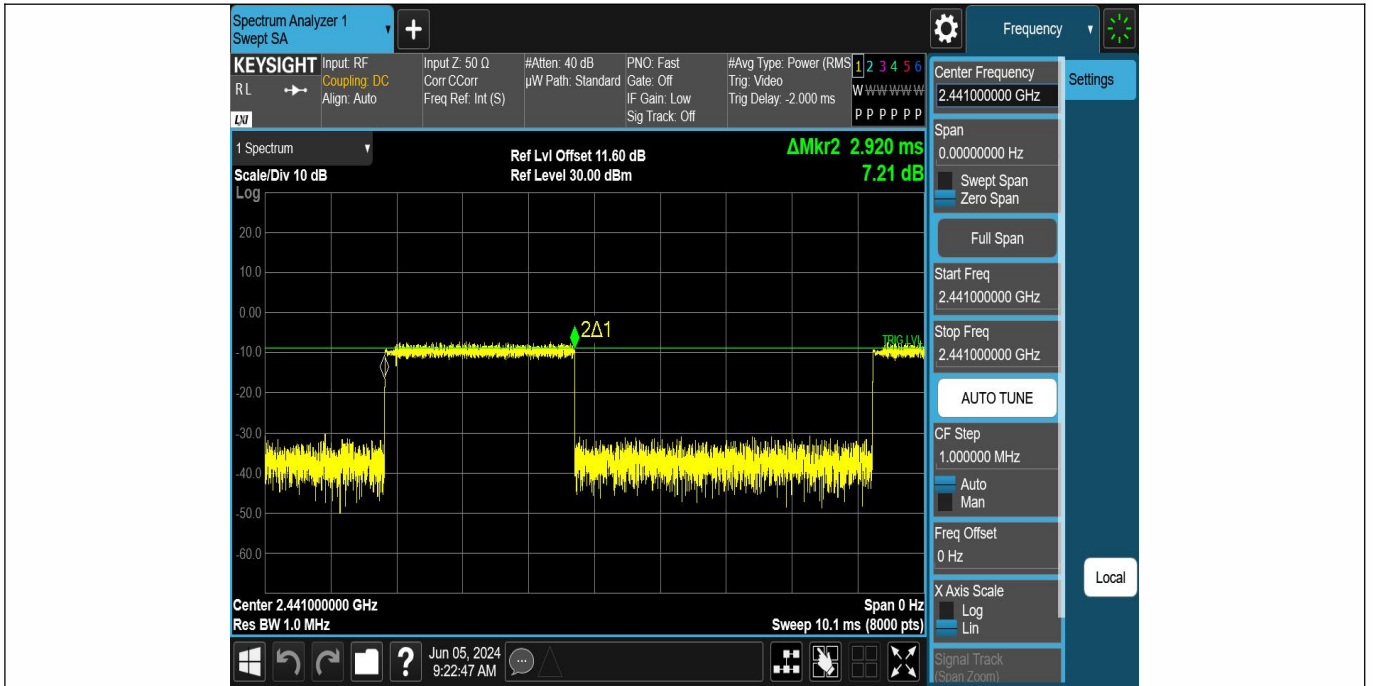 Spectrum Analyzer 1
Swept SA
+
Frequency
KEYSIGHT
RL
LXI
Input: RF
Coupling: DC
Align: Auto
Input Z: 50 Ω
Corr CCorr
Freq Ref: Int (S)
#Atten: 40 dB
µW Path: Standard
PNO: Fast
Gate: Off
IF Gain: Low
Sig Track: Off
#Avg Type: Power (RMS
Trig: Video
Trig Delay: -2.000 ms
1 2 3 4 5 6
W W W W W W
P P P P P P
Center Frequency
2.441000000 GHz
Settings
1 Spectrum
Scale/Div 10 dB
Ref Lvl Offset 11.60 dB
Ref Level 30.00 dBm
ΔMkr2 2.920 ms
7.21 dB
Log
20.0
10.0
0.00
-10.0
-20.0
-30.0
-40.0
-50.0
-60.0
2Δ1
TRIG LVL
Center 2.441000000 GHz
Res BW 1.0 MHz
Span 0 Hz
Sweep 10.1 ms (8000 pts)
Span
0.00000000 Hz
Swept Span
Zero Span
Full Span
Start Freq
2.441000000 GHz
Stop Freq
2.441000000 GHz
AUTO TUNE
CF Step
1.000000 MHz
Auto
Man
Freq Offset
0 Hz
X Axis Scale
Log
Lin
Signal Track
(Span Zoom)
Local
?
Jun 05, 2024
9:22:47 AM